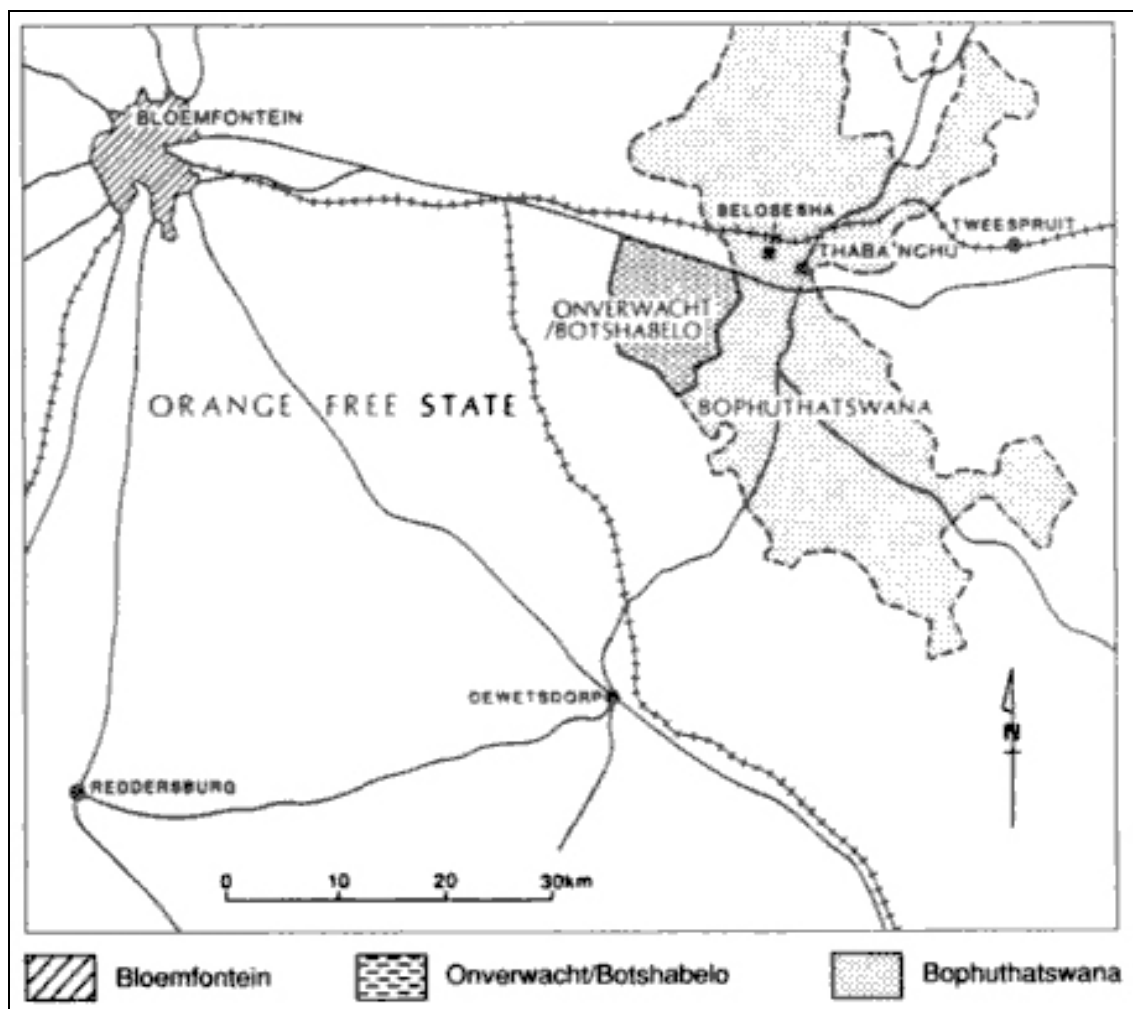 BLOEMFONTEIN
BELOSESHA
TWEESPRUIT
THABA'NCHU
ONVERWACHT
/BOTSHABELO
ORANGE FREE STATE
BOPHUTHATSWANA
DEWETSDORP
N
REDDERSBURG
0 10 20 30km
Bloemfontein
Onverwacht/Botshabelo
Bophuthatswana